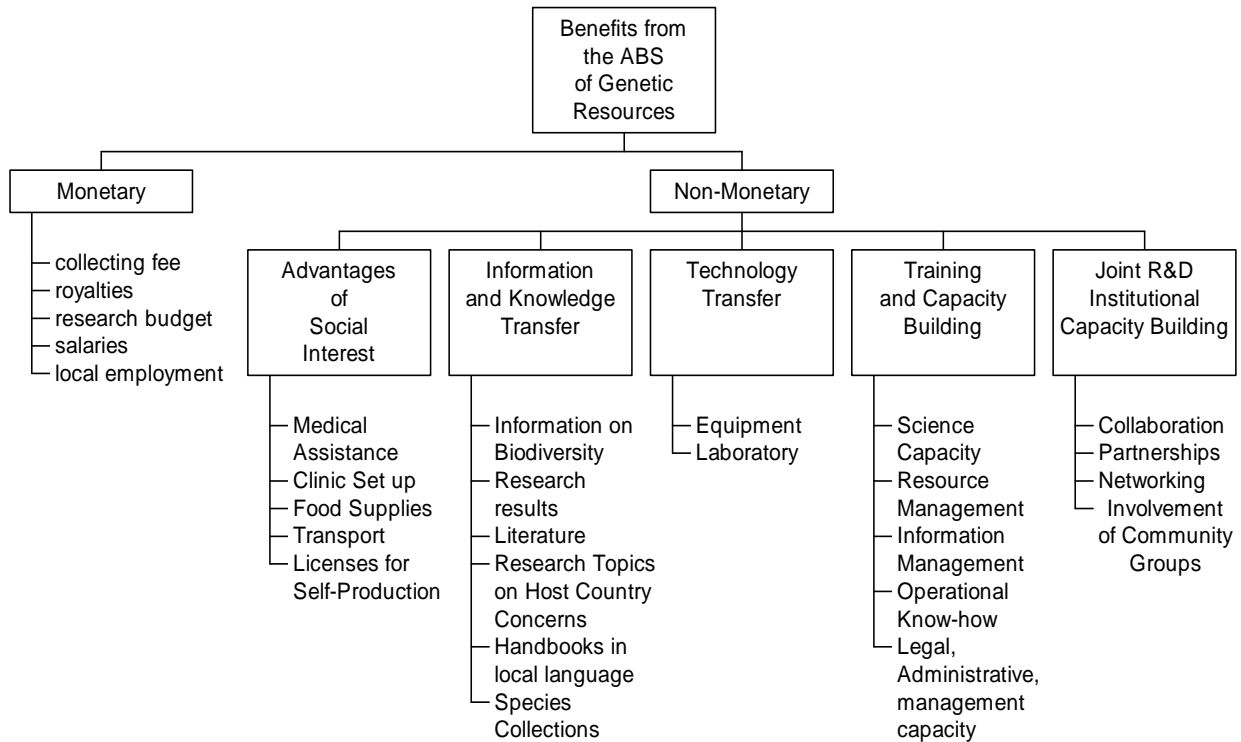 Benefits from
the ABS
of Genetic
Resources
Monetary
Non-Monetary
collecting fee
royalties
research budget
salaries
local employment
Advantages
of
Social
Interest
Medical
Assistance
Clinic Set up
Food Supplies
Transport
Licenses for
Self-Production
Information
and Knowledge
Transfer
Information on
Biodiversity
Research
results
Literature
Research Topics
on Host Country
Concerns
Handbooks in
local language
Species
Collections
Technology
Transfer
Equipment
Laboratory
Training
and Capacity
Building
Science
Capacity
Resource
Management
Information
Management
Operational
Know-how
Legal,
Administrative,
management
capacity
Joint R&D
Institutional
Capacity Building
Collaboration
Partnerships
Networking
Involvement
of Community
Groups